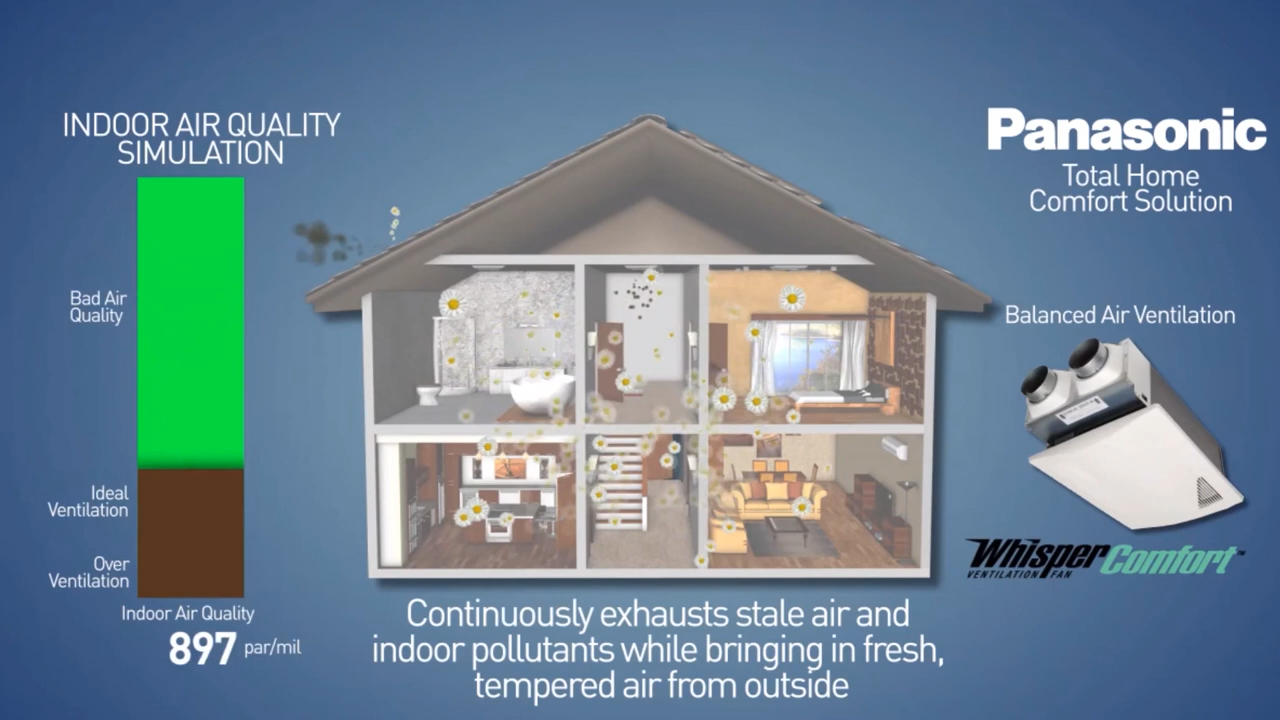 INDOOR AIR QUALITY
SIMULATION
Bad Air
Quality
Ideal
Ventilation
Over
Ventilation
Indoor Air Quality
897 par/mil
Continuously exhausts stale air and
indoor pollutants while bringing in fresh,
tempered air from outside
Panasonic
Total Home
Comfort Solution
Balanced Air Ventilation
WhisperComfort™
VENTILATION FAN